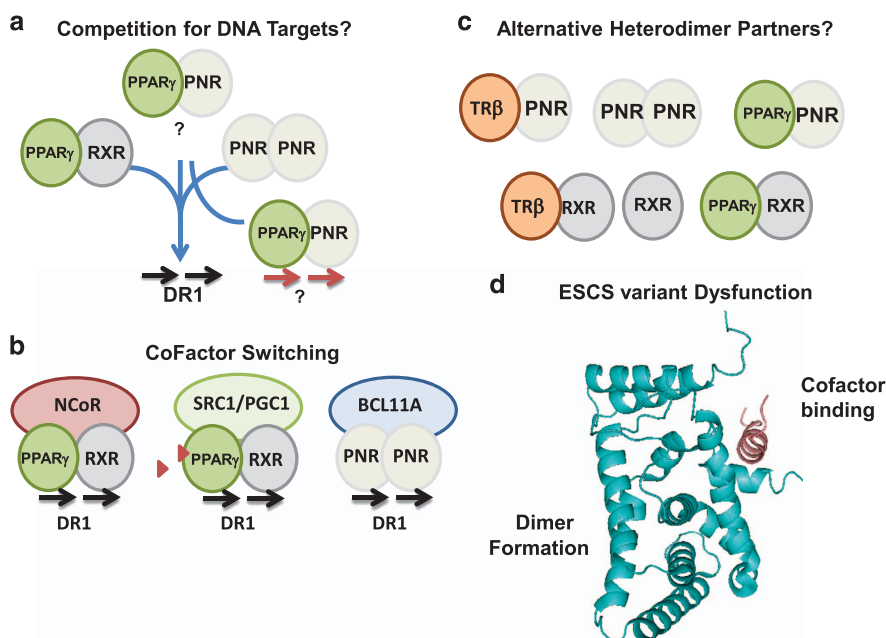 a
Competition for DNA Targets?
PPARγ PNR
?
PPARγ RXR
PNR PNR
PPARγ PNR
DR1
?
b
CoFactor Switching
NCoR
PPARγ RXR
DR1
SRC1/PGC1
PPARγ RXR
DR1
BCL11A
PNR PNR
DR1
c
Alternative Heterodimer Partners?
TRβ PNR
PNR PNR
PPARγ PNR
TRβ RXR
RXR
PPARγ RXR
d
ESCS variant Dysfunction
Cofactor
binding
Dimer
Formation